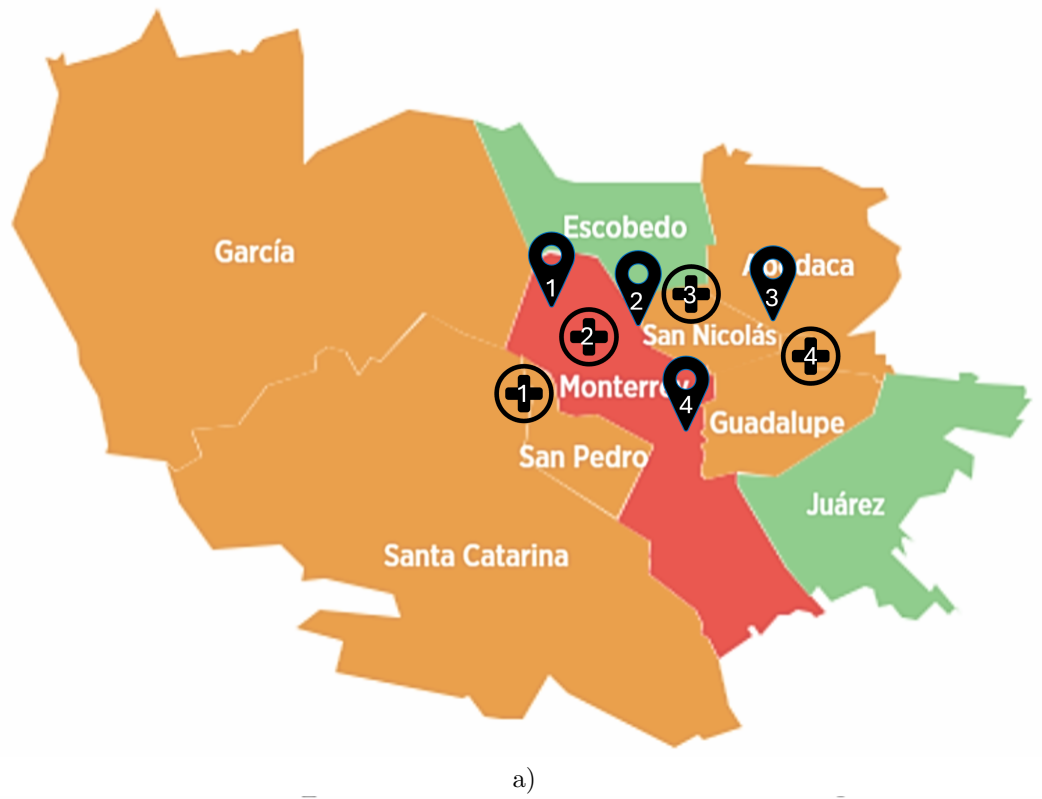 Escobedo
García
Apodaca
1
2
3
3
San Nicolás
2
4
Monterrey
4
1
Guadalupe
San Pedro
Juárez
Santa Catarina
a)